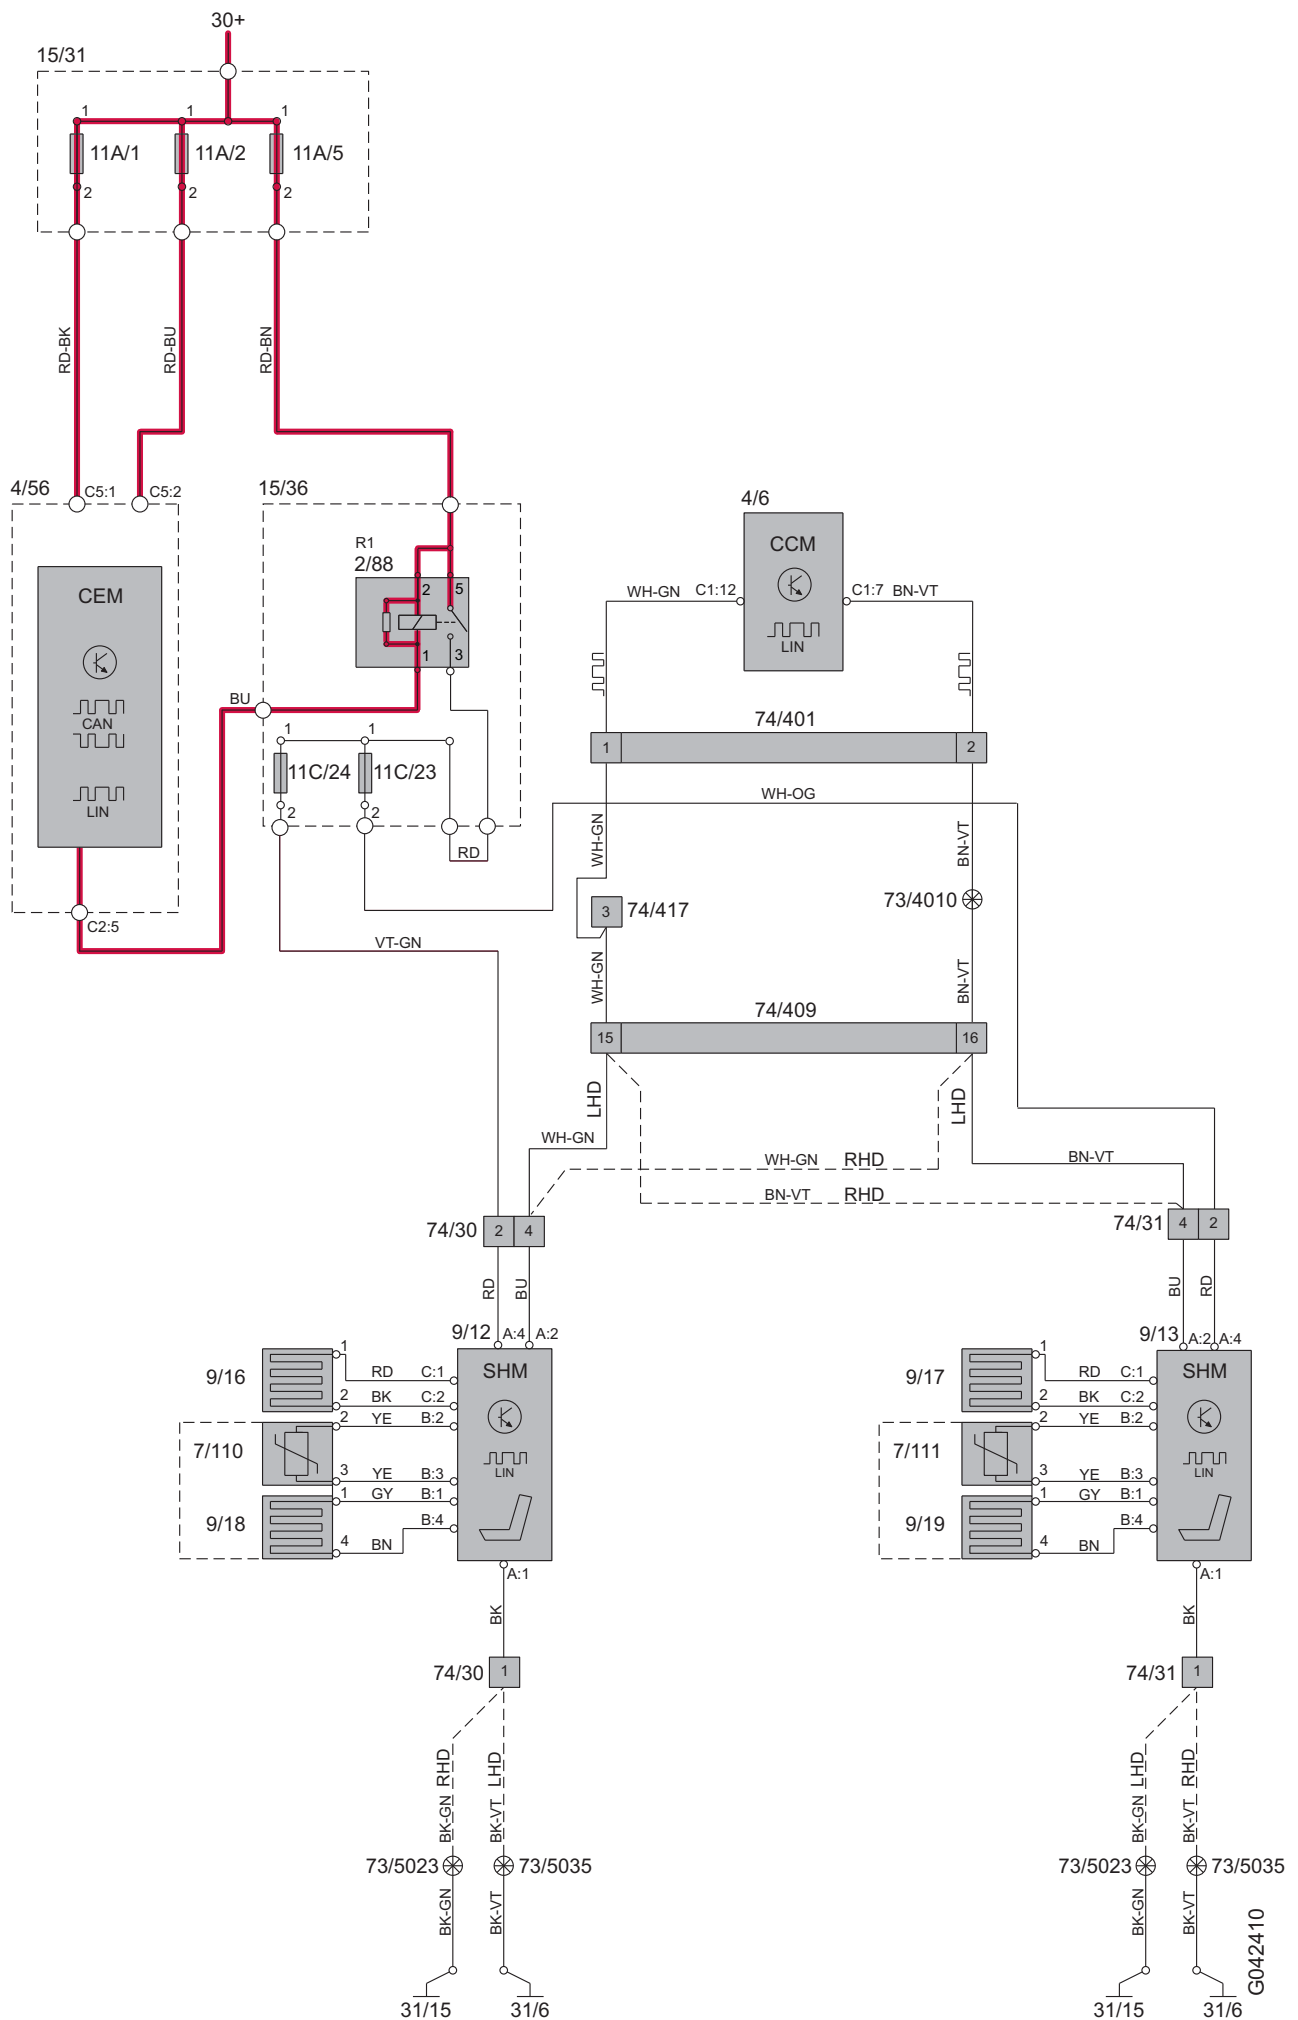 30+
15/31
1 1 1
11A/1 11A/2 11A/5
2 2 2
RD-BK RD-BU RD-BN
4/56 C5:1 C5:2 15/36 4/6
R1
2/88
CCM
2 5
WH-GN C1:12 C1:7 BN-VT
CEM
LIN
1 3
CAN
LIN
BU
74/401
1 2
1 1
11C/24 11C/23
2 2
WH-OG
RD
WH-GN BN-VT
3 74/417 73/4010
C2:5
VT-GN
WH-GN BN-VT
74/409
15 16
LHD LHD
WH-GN
WH-GN RHD
BN-VT
BN-VT RHD
74/30 2 4
74/31 4 2
RD BU BU RD
9/12 A:4 A:2
9/13 A:2 A:4
9/16 1 RD C:1 SHM
2 BK C:2
7/110 2 YE B:2
3 YE B:3 LIN
9/18 1 GY B:1
4 BN B:4
9/17 1 RD C:1 SHM
2 BK C:2
7/111 2 YE B:2
3 YE B:3 LIN
9/19 1 GY B:1
4 BN B:4
A:1 A:1
BK BK
74/30 1
74/31 1
BK-GN RHD BK-VT LHD
BK-GN LHD BK-VT RHD
73/5023 73/5035
73/5023 73/5035
BK-GN BK-VT
BK-GN BK-VT
31/15 31/6
31/15 31/6
G042410